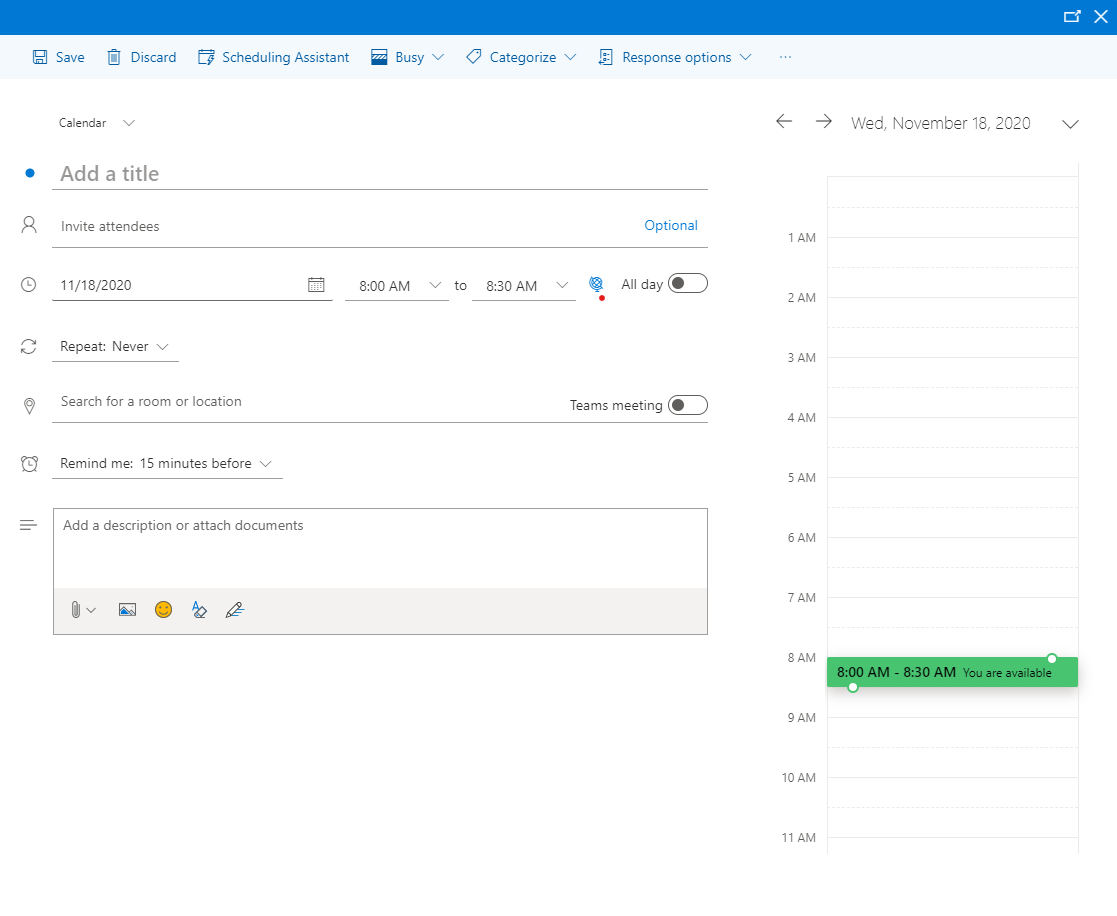 Save Discard Scheduling Assistant Busy Categorize Response options ...
Calendar
Add a title
Invite attendees Optional
11/18/2020 8:00 AM to 8:30 AM All day
Repeat: Never
Search for a room or location Teams meeting
Remind me: 15 minutes before
Add a description or attach documents
Wed, November 18, 2020
1 AM
2 AM
3 AM
4 AM
5 AM
6 AM
7 AM
8 AM
8:00 AM - 8:30 AM You are available
9 AM
10 AM
11 AM